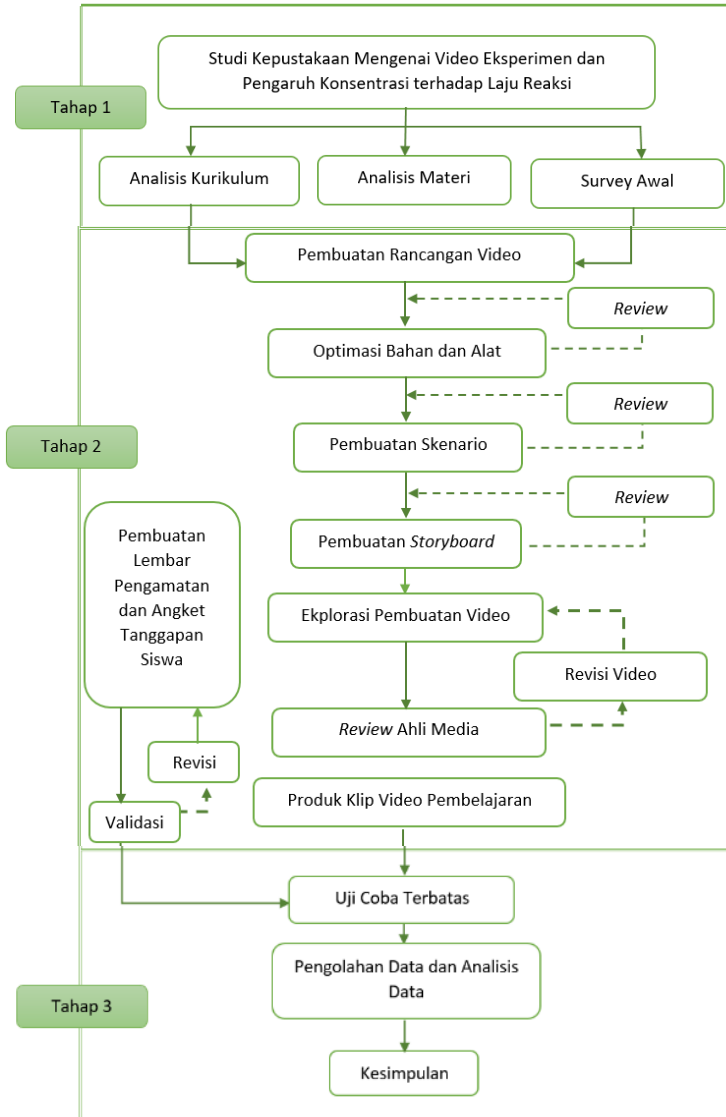 Studi Kepustakaan Mengenai Video Eksperimen dan
Pengaruh Konsentrasi terhadap Laju Reaksi
Tahap 1
Analisis Kurikulum
Analisis Materi
Survey Awal
Pembuatan Rancangan Video
Review
Optimasi Bahan dan Alat
Review
Tahap 2
Pembuatan Skenario
Review
Pembuatan Storyboard
Pembuatan
Lembar
Pengamatan
dan Angket
Tanggapan
Siswa
Ekplorasi Pembuatan Video
Revisi Video
Review Ahli Media
Revisi
Produk Klip Video Pembelajaran
Validasi
Uji Coba Terbatas
Pengolahan Data dan Analisis
Data
Tahap 3
Kesimpulan